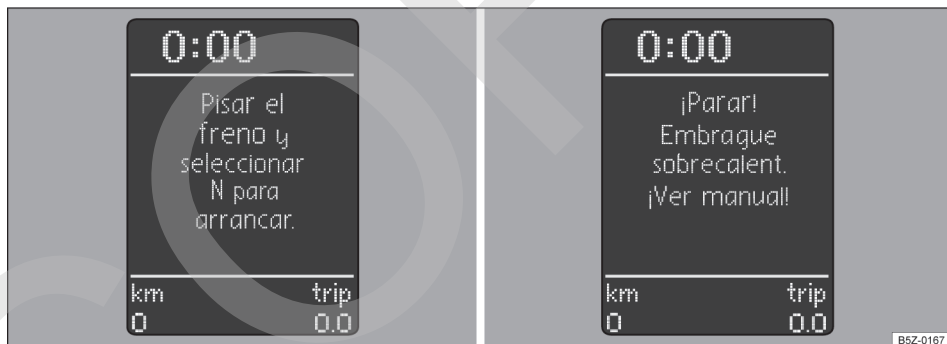 0:00
Pisar el
freno y
seleccionar
N para
arrancar.
km trip
0 0.0
0:00
¡Parar!
Embrague
sobrecalent.
¡Ver manual!
km trip
0 0.0
B5Z-0167